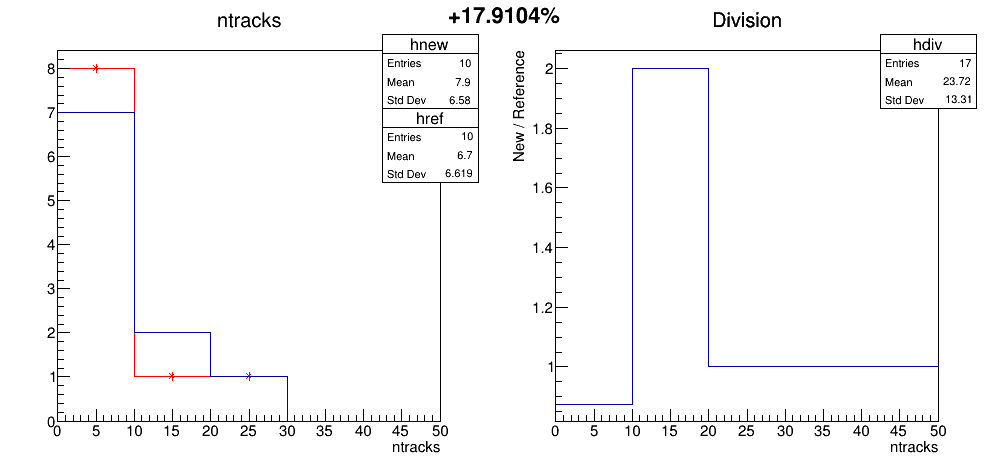 +17.9104%
ntracks
hnew
Entries 10
Mean 7.9
Std Dev 6.58
href
Entries 10
Mean 6.7
Std Dev 6.619
8
7
6
5
4
3
2
1
0
0 5 10 15 20 25 30 35 40 45 50
ntracks
Division
hdiv
Entries 17
Mean 23.72
Std Dev 13.31
New / Reference
2
1.8
1.6
1.4
1.2
1
0 5 10 15 20 25 30 35 40 45 50
ntracks